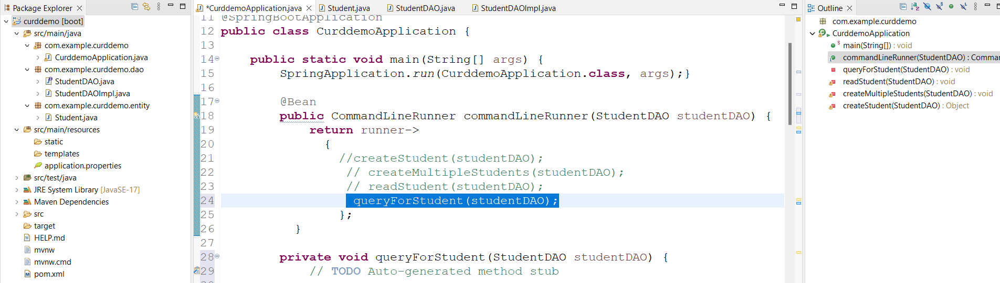 Package Explorer
curddemo [boot]
src/main/java
com.example.curddemo
CurddemoApplication.java
com.example.curddemo.dao
StudentDAO.java
StudentDAOImpl.java
com.example.curddemo.entity
Student.java
src/main/resources
static
templates
application.properties
src/test/java
JRE System Library [JavaSE-17]
Maven Dependencies
src
target
HELP.md
mvnw
mvnw.cmd
pom.xml
*CurddemoApplication.java
Student.java
StudentDAO.java
StudentDAOImpl.java
11 @SpringBootApplication
12 public class CurddemoApplication {
13
14 public static void main(String[] args) {
15 SpringApplication.run(CurddemoApplication.class, args);}
16
17 @Bean
18 public CommandLineRunner commandLineRunner(StudentDAO studentDAO) {
19 return runner->
20 {
21 //createStudent(studentDAO);
22 // createMultipleStudents(studentDAO);
23 // readStudent(studentDAO);
24 queryForStudent(studentDAO);
25 };
26 }
27
28 private void queryForStudent(StudentDAO studentDAO) {
29 // TODO Auto-generated method stub
Outline
com.example.curddemo
CurddemoApplication
main(String[]) : void
commandLineRunner(StudentDAO) : Comma
queryForStudent(StudentDAO) : void
readStudent(StudentDAO) : void
createMultipleStudents(StudentDAO) : void
createStudent(StudentDAO) : Object